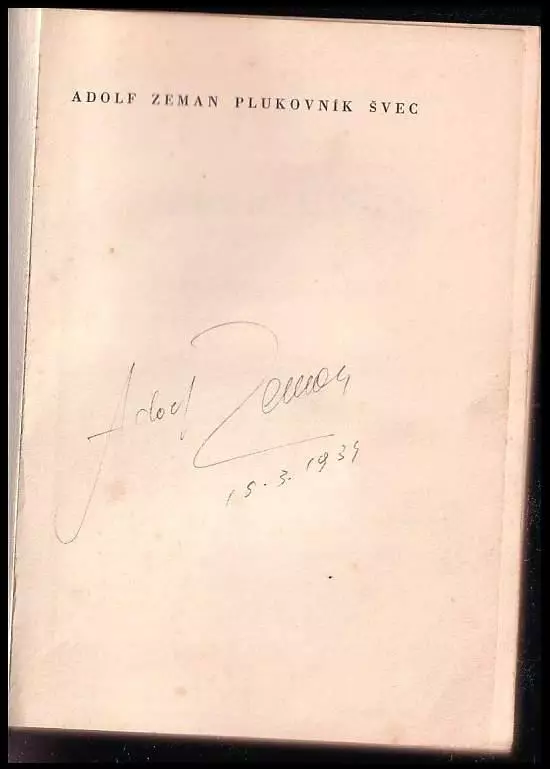 ADOLF ZEMAN PLUKOVNÍK ŠVEC
Adolf Zeman
15.3.1939